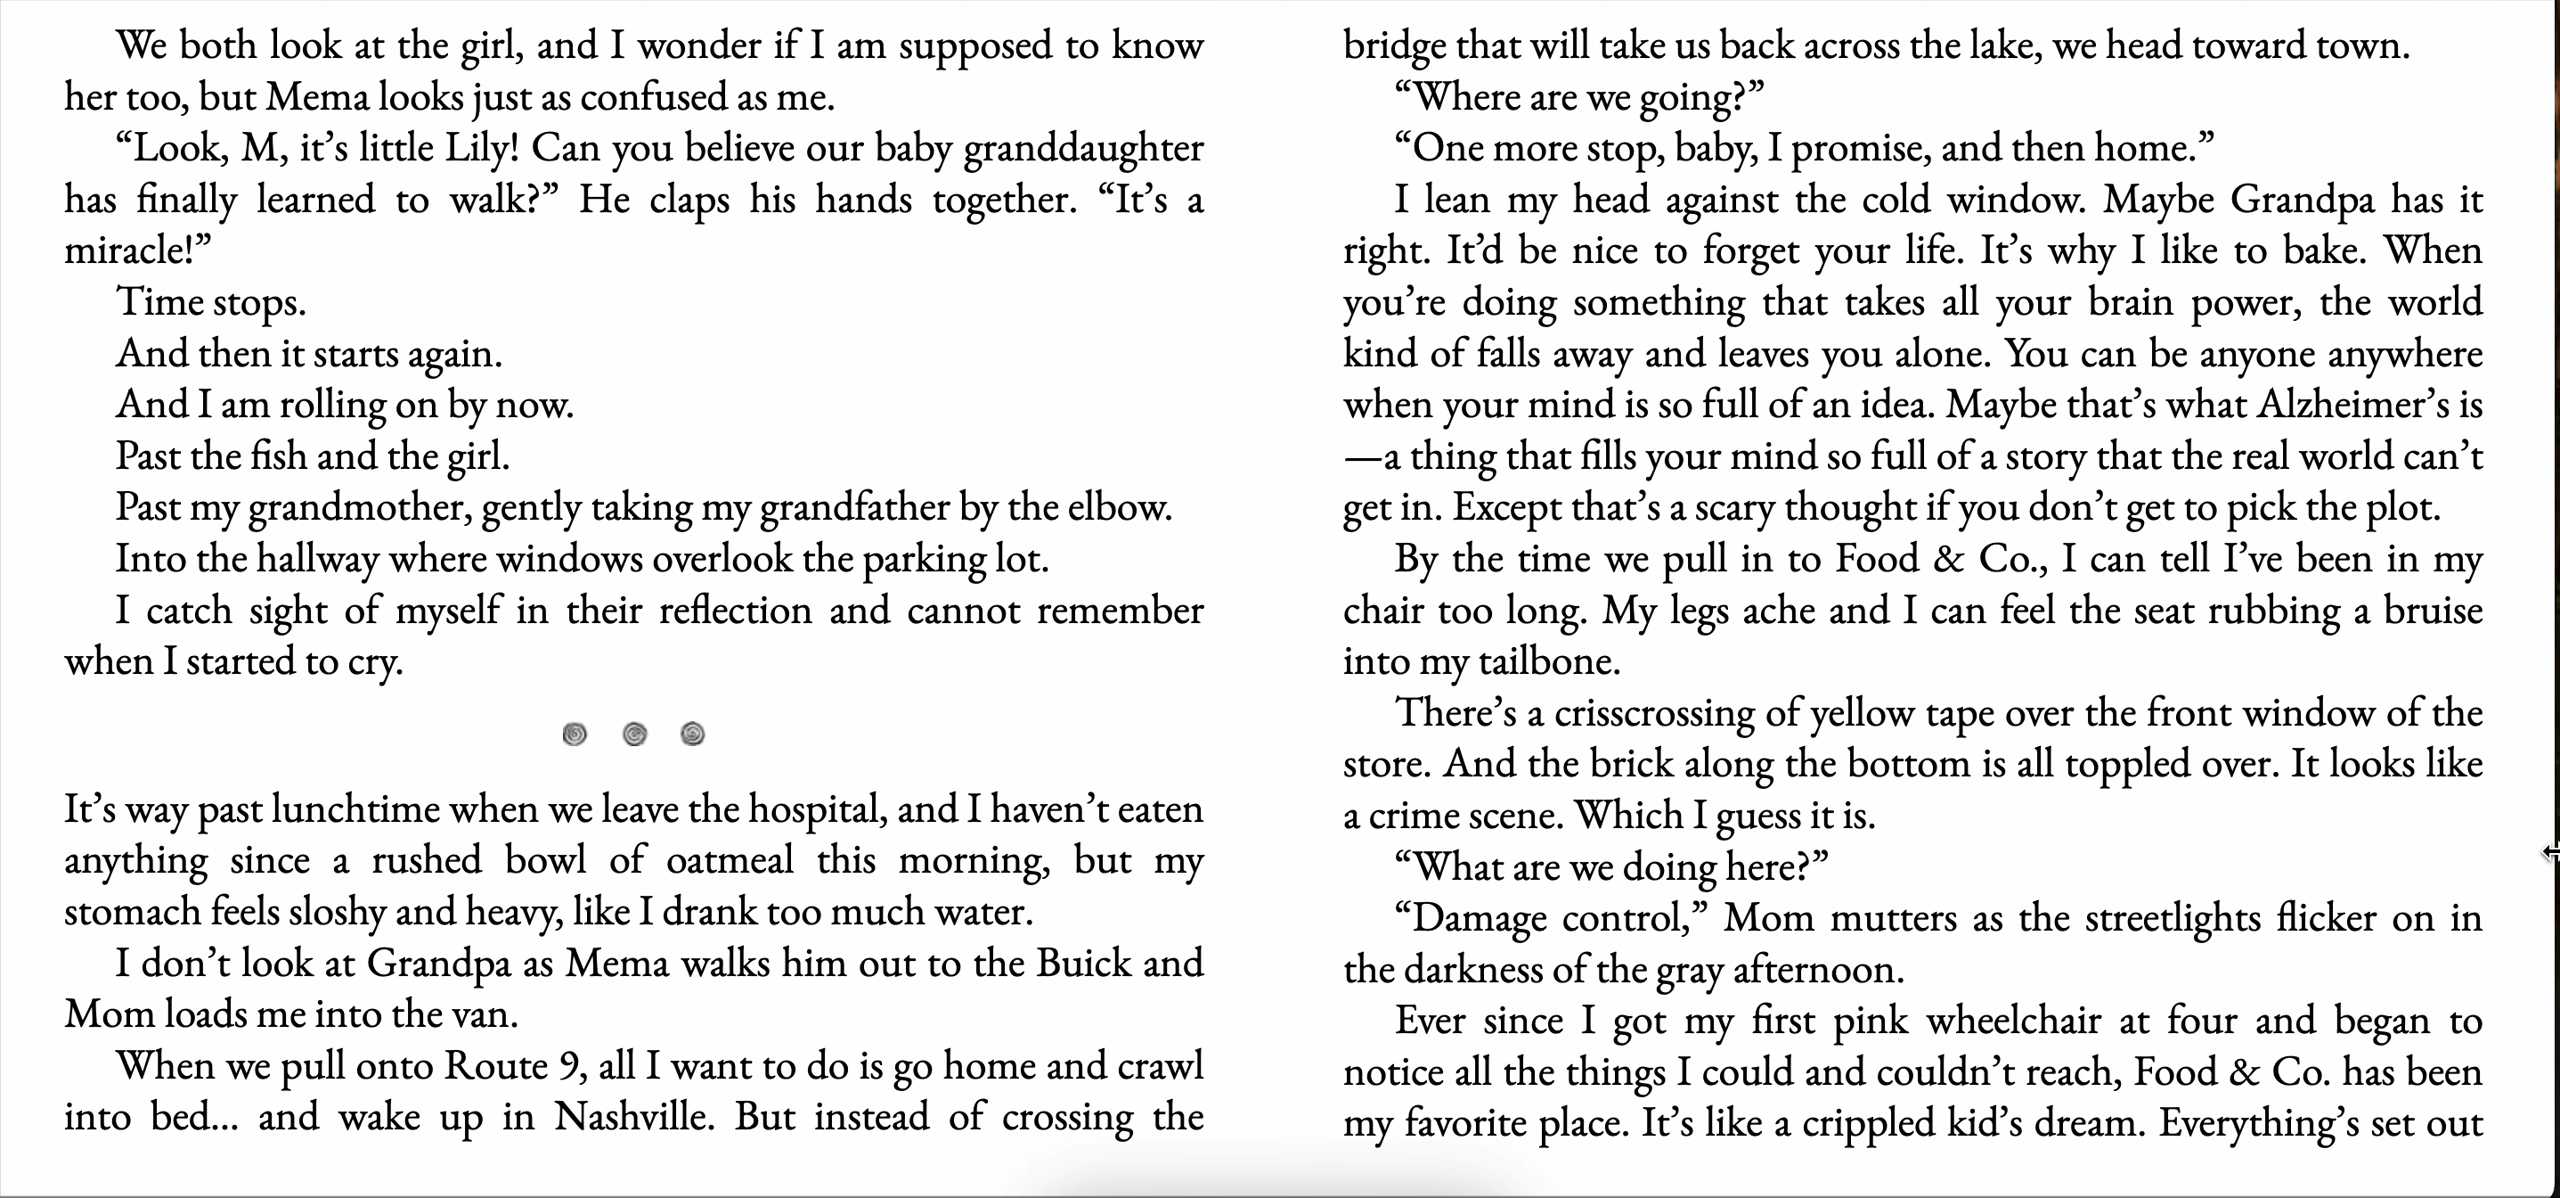 We both look at the girl, and I wonder if I am supposed to know
her too, but Mema looks just as confused as me.
“Look, M, it’s little Lily! Can you believe our baby granddaughter
has finally learned to walk?” He claps his hands together. “It’s a
miracle!”
Time stops.
And then it starts again.
And I am rolling on by now.
Past the fish and the girl.
Past my grandmother, gently taking my grandfather by the elbow.
Into the hallway where windows overlook the parking lot.
I catch sight of myself in their reflection and cannot remember
when I started to cry.
It’s way past lunchtime when we leave the hospital, and I haven’t eaten
anything since a rushed bowl of oatmeal this morning, but my
stomach feels sloshy and heavy, like I drank too much water.
I don’t look at Grandpa as Mema walks him out to the Buick and
Mom loads me into the van.
When we pull onto Route 9, all I want to do is go home and crawl
into bed... and wake up in Nashville. But instead of crossing the
bridge that will take us back across the lake, we head toward town.
“Where are we going?”
“One more stop, baby, I promise, and then home.”
I lean my head against the cold window. Maybe Grandpa has it
right. It’d be nice to forget your life. It’s why I like to bake. When
you’re doing something that takes all your brain power, the world
kind of falls away and leaves you alone. You can be anyone anywhere
when your mind is so full of an idea. Maybe that’s what Alzheimer’s is
—a thing that fills your mind so full of a story that the real world can’t
get in. Except that’s a scary thought if you don’t get to pick the plot.
By the time we pull in to Food & Co., I can tell I’ve been in my
chair too long. My legs ache and I can feel the seat rubbing a bruise
into my tailbone.
There’s a crisscrossing of yellow tape over the front window of the
store. And the brick along the bottom is all toppled over. It looks like
a crime scene. Which I guess it is.
“What are we doing here?”
“Damage control,” Mom mutters as the streetlights flicker on in
the darkness of the gray afternoon.
Ever since I got my first pink wheelchair at four and began to
notice all the things I could and couldn’t reach, Food & Co. has been
my favorite place. It’s like a crippled kid’s dream. Everything’s set out